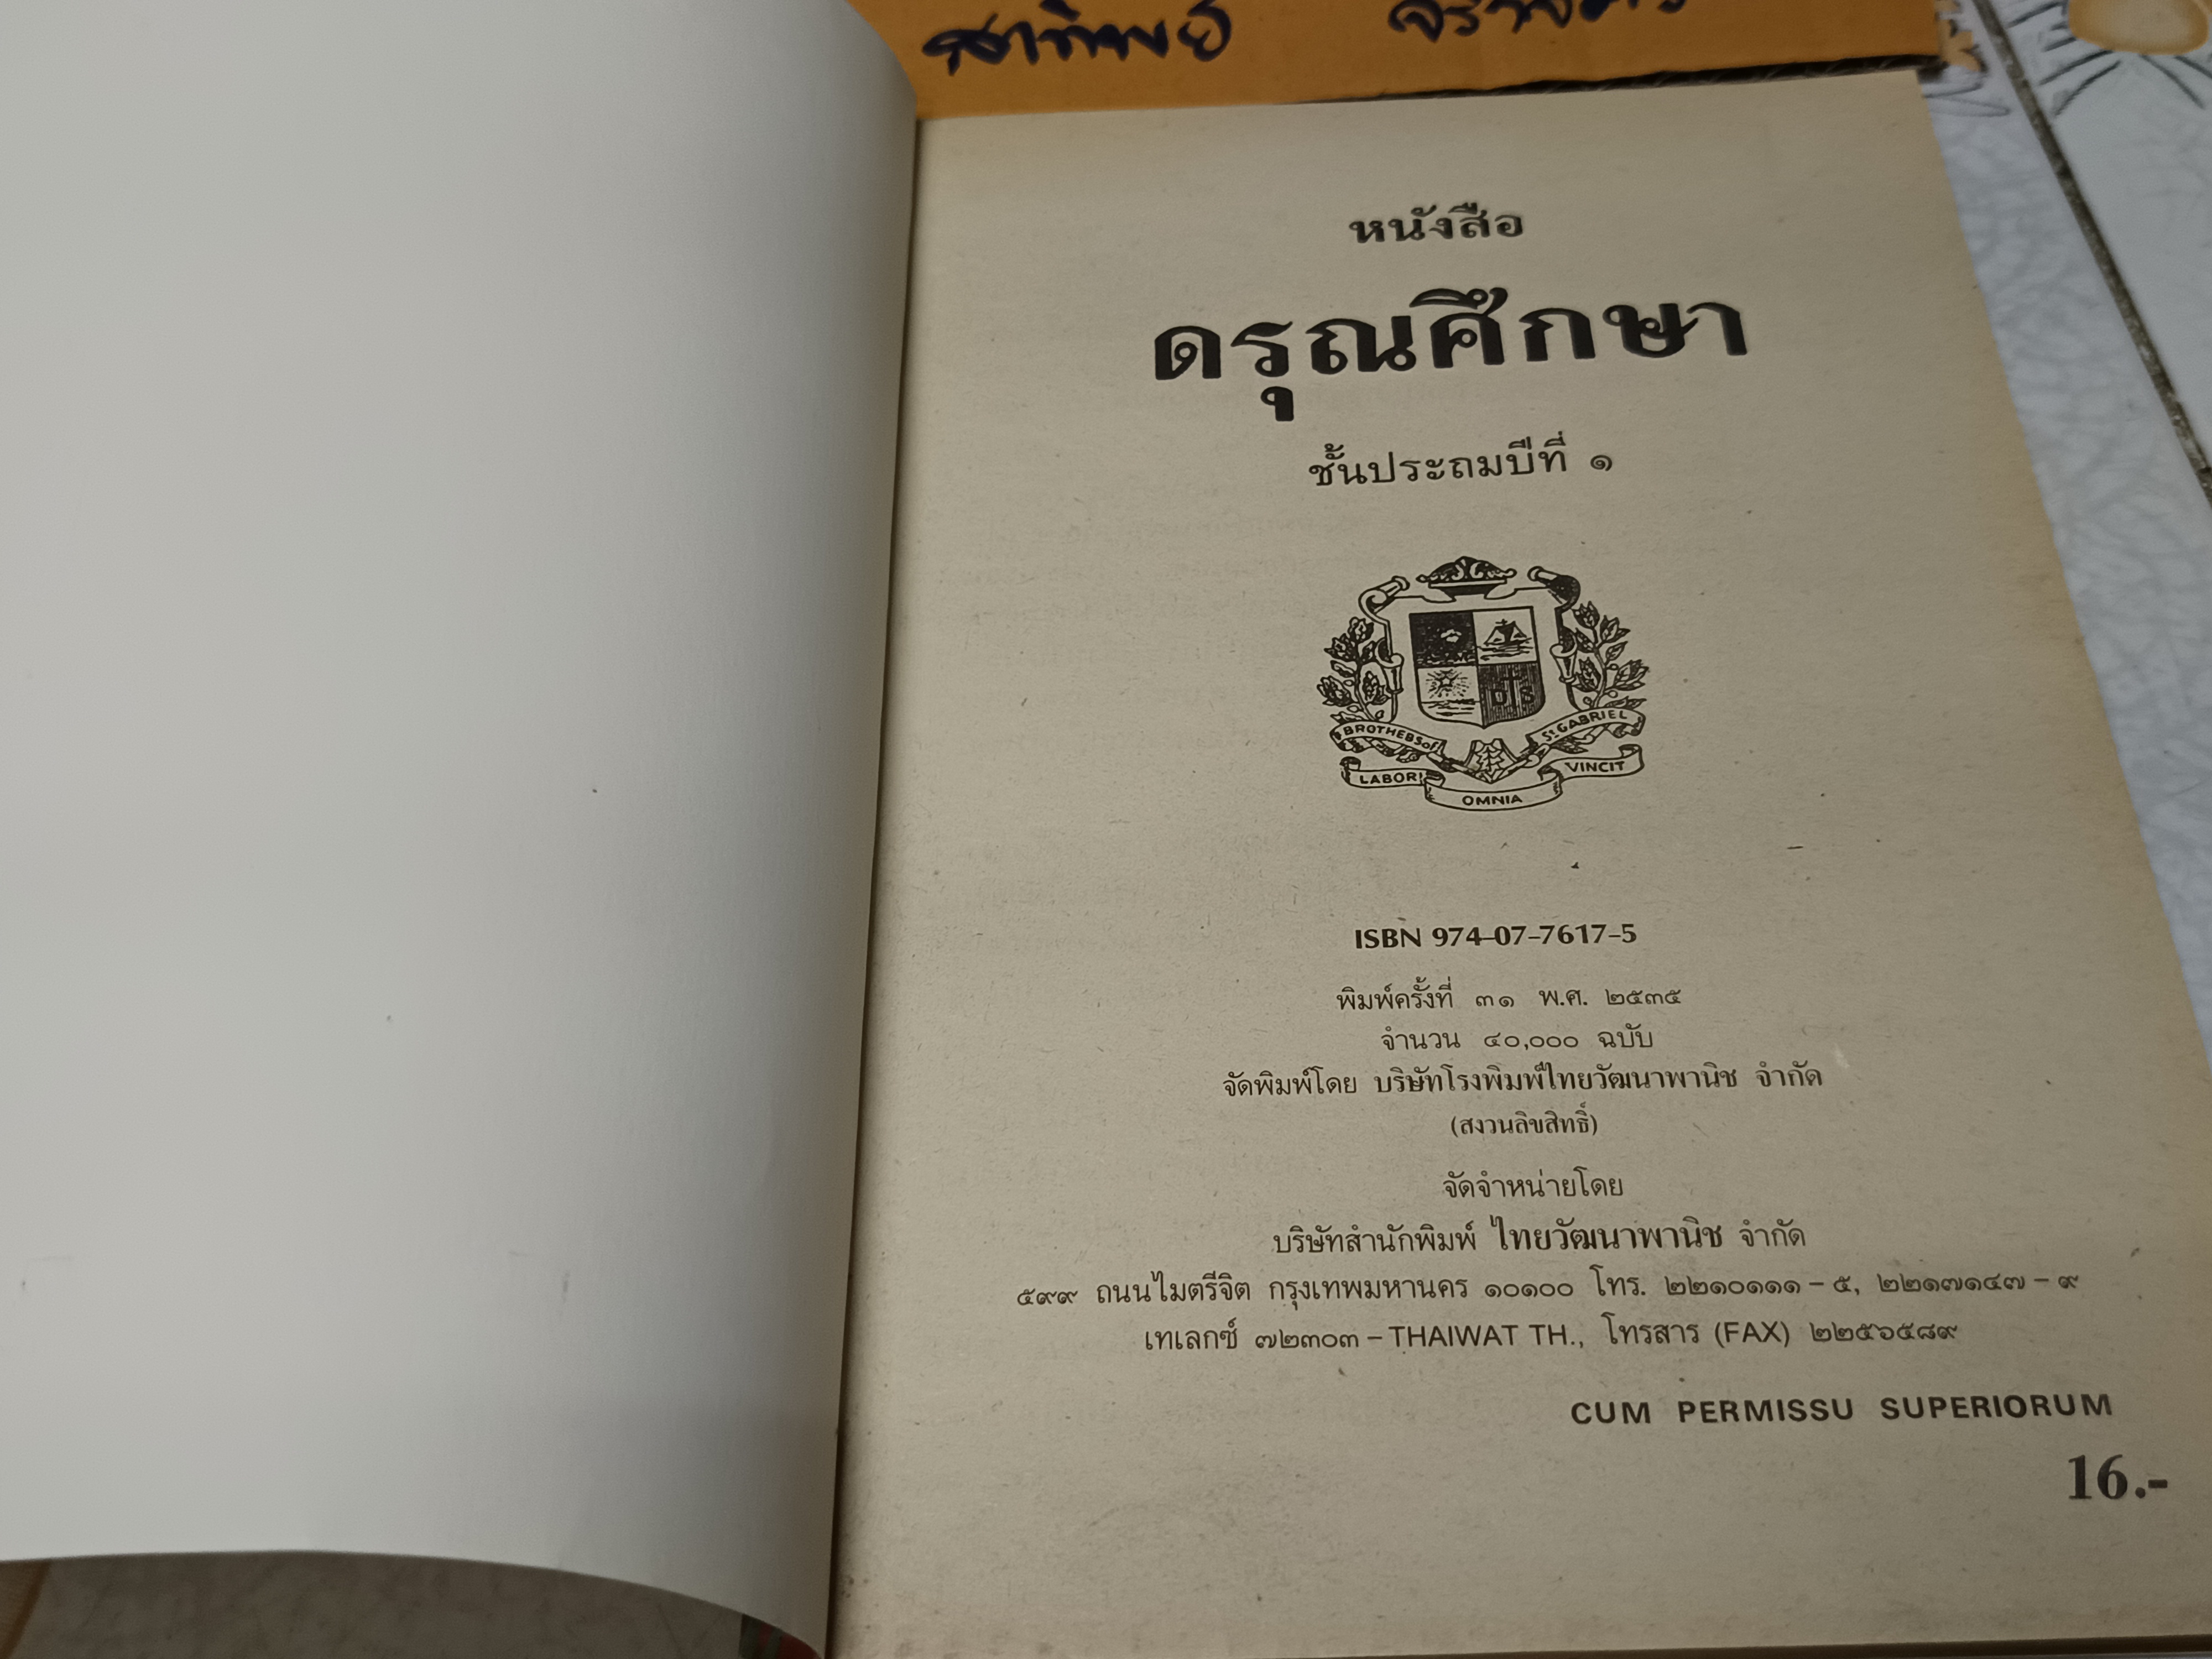 สาทิพย์
หนังสือ
ดรุณศึกษา
ชั้นประถมปีที่ ๑
BROTHERS of St. GABRIEL
LABOR OMNIA VINCIT
ISBN 974-07-7617-5
พิมพ์ครั้งที่ ๓๑ พ.ศ. ๒๕๓๕
จำนวน ๔๐,๐๐๐ ฉบับ
จัดพิมพ์โดย บริษัทโรงพิมพ์ไทยวัฒนาพานิช จำกัด
(สงวนลิขสิทธิ์)
จัดจำหน่ายโดย
บริษัทสำนักพิมพ์ ไทยวัฒนาพานิช จำกัด
๕๙๙ ถนนไมตรีจิต กรุงเทพมหานคร ๑๐๑๐๐ โทร. ๒๒๑๐๑๑๑ – ๕, ๒๒๑๗๑๔๗ – ๙
เทเลกซ์ ๗๒๓๐๓ – THAIWAT TH., โทรสาร (FAX) ๒๒๕๖๕๘๙
CUM PERMISSU SUPERIORUM
16.-